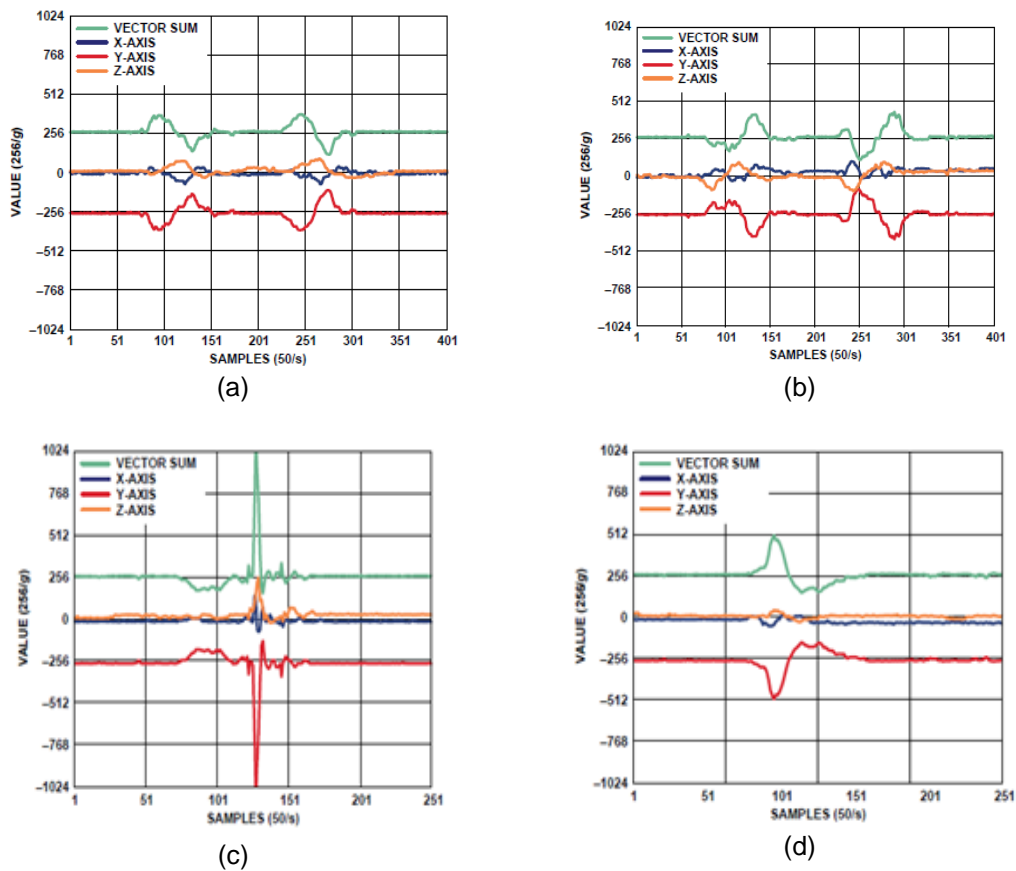 1024
768
512
256
0
–256
–512
–768
–1024
VALUE (256/g)
VECTOR SUM
X-AXIS
Y-AXIS
Z-AXIS
1 51 101 151 201 251 301 351 401
SAMPLES (50/s)
(a)
1024
768
512
256
0
–256
–512
–768
–1024
VALUE (256/g)
VECTOR SUM
X-AXIS
Y-AXIS
Z-AXIS
1 51 101 151 201 251 301 351 401
SAMPLES (50/s)
(b)
1024
768
512
256
0
–256
–512
–768
–1024
VALUE (256/g)
VECTOR SUM
X-AXIS
Y-AXIS
Z-AXIS
1 51 101 151 201 251
SAMPLES (50/s)
(c)
1024
768
512
256
0
–256
–512
–768
–1024
VALUE (256/g)
VECTOR SUM
X-AXIS
Y-AXIS
Z-AXIS
1 51 101 151 201 251
SAMPLES (50/s)
(d)